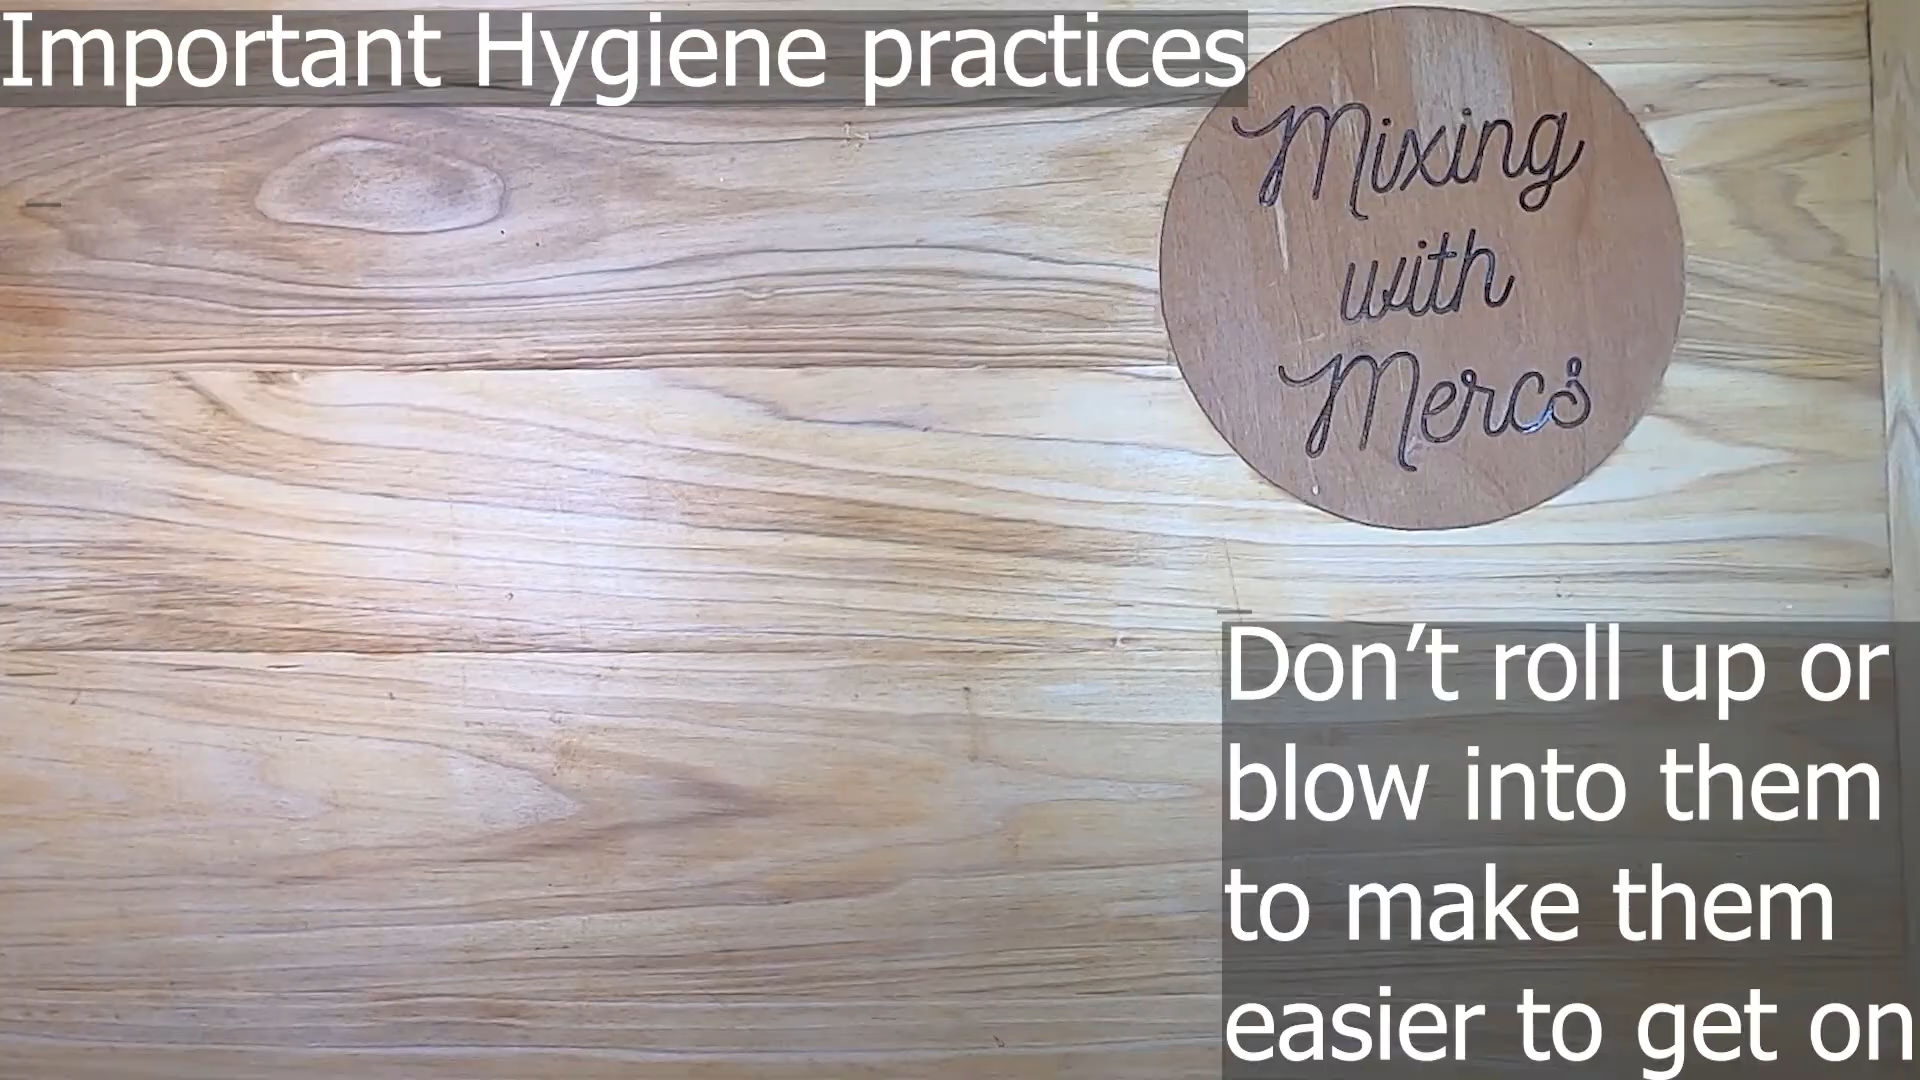 Important Hygiene practices
Mixing
with
Mercs
Don’t roll up or
blow into them
to make them
easier to get on